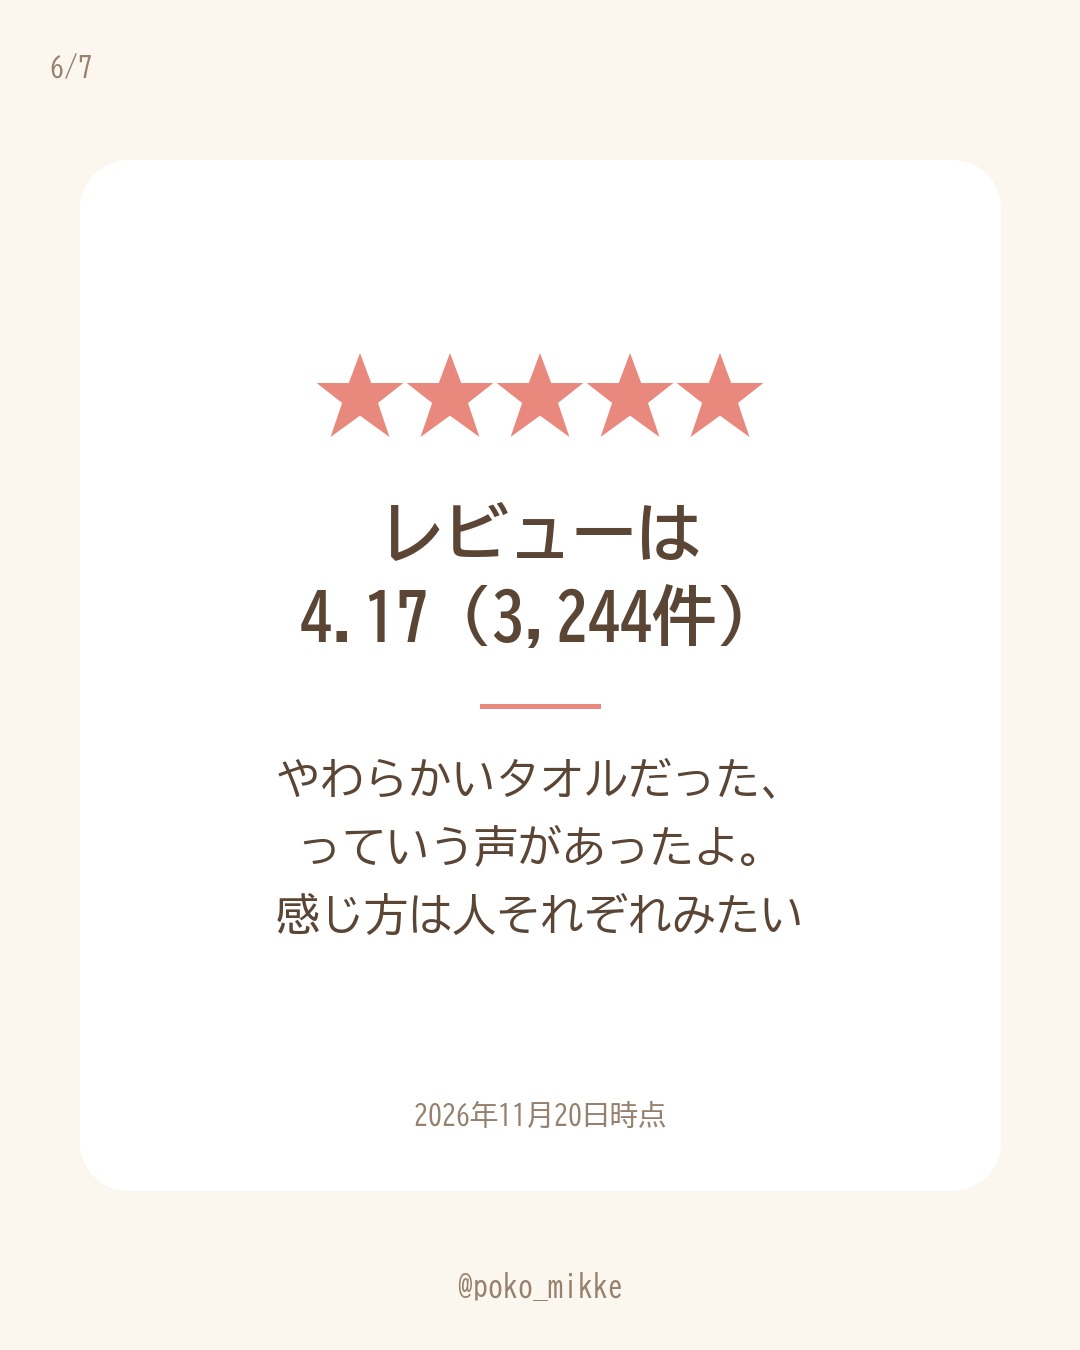 6/7
★★★★★
レビューは
4.17（3,244件）
やわらかいタオルだった、
っていう声があったよ。
感じ方は人それぞれみたい
2026年11月20日時点
@poko_mikke